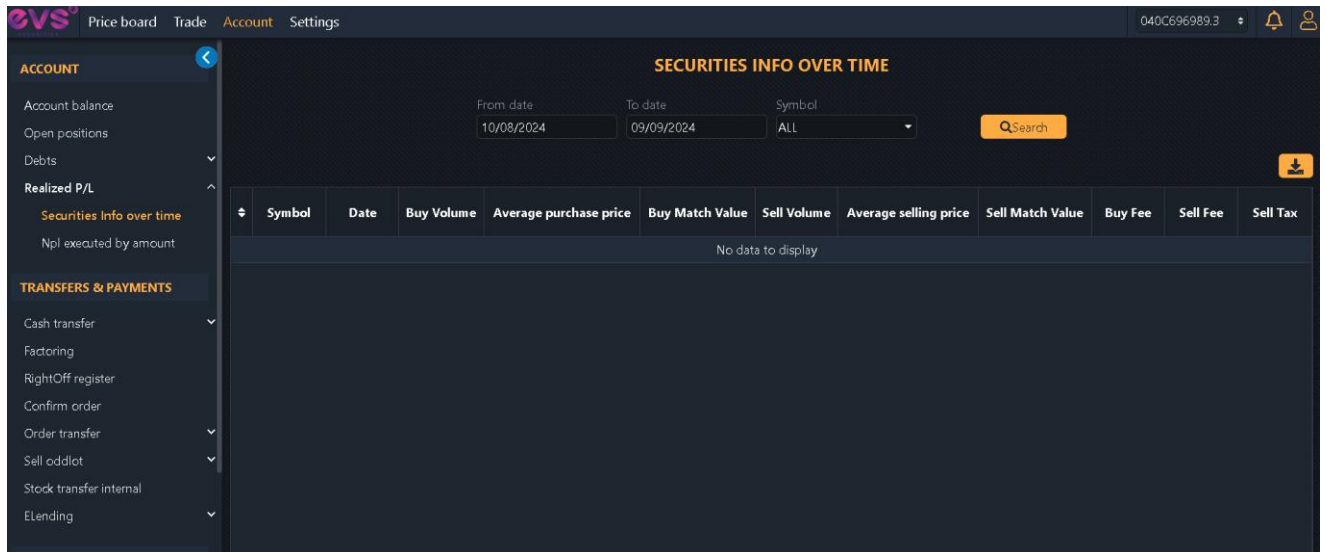 evs
Price board Trade Account Settings 040C696989.3
ACCOUNT
Account balance
Open positions
Debts
Realized P/L
Securities Info over time
Npl executed by amount
TRANSFERS & PAYMENTS
Cash transfer
Factoring
RightOff register
Confirm order
Order transfer
Sell oddlot
Stock transfer internal
ELending
SECURITIES INFO OVER TIME
From date To date Symbol
10/08/2024 09/09/2024 ALL Search
Symbol Date Buy Volume Average purchase price Buy Match Value Sell Volume Average selling price Sell Match Value Buy Fee Sell Fee Sell Tax
No data to display